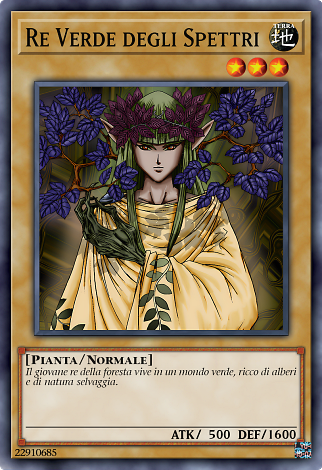 Re Verde degli Spettri
TERRA
地
[Pianta/Normale]
Il giovane re della foresta vive in un mondo verde, ricco di alberi
e di natura selvaggia.
ATK/ 500 DEF/1600
22910685